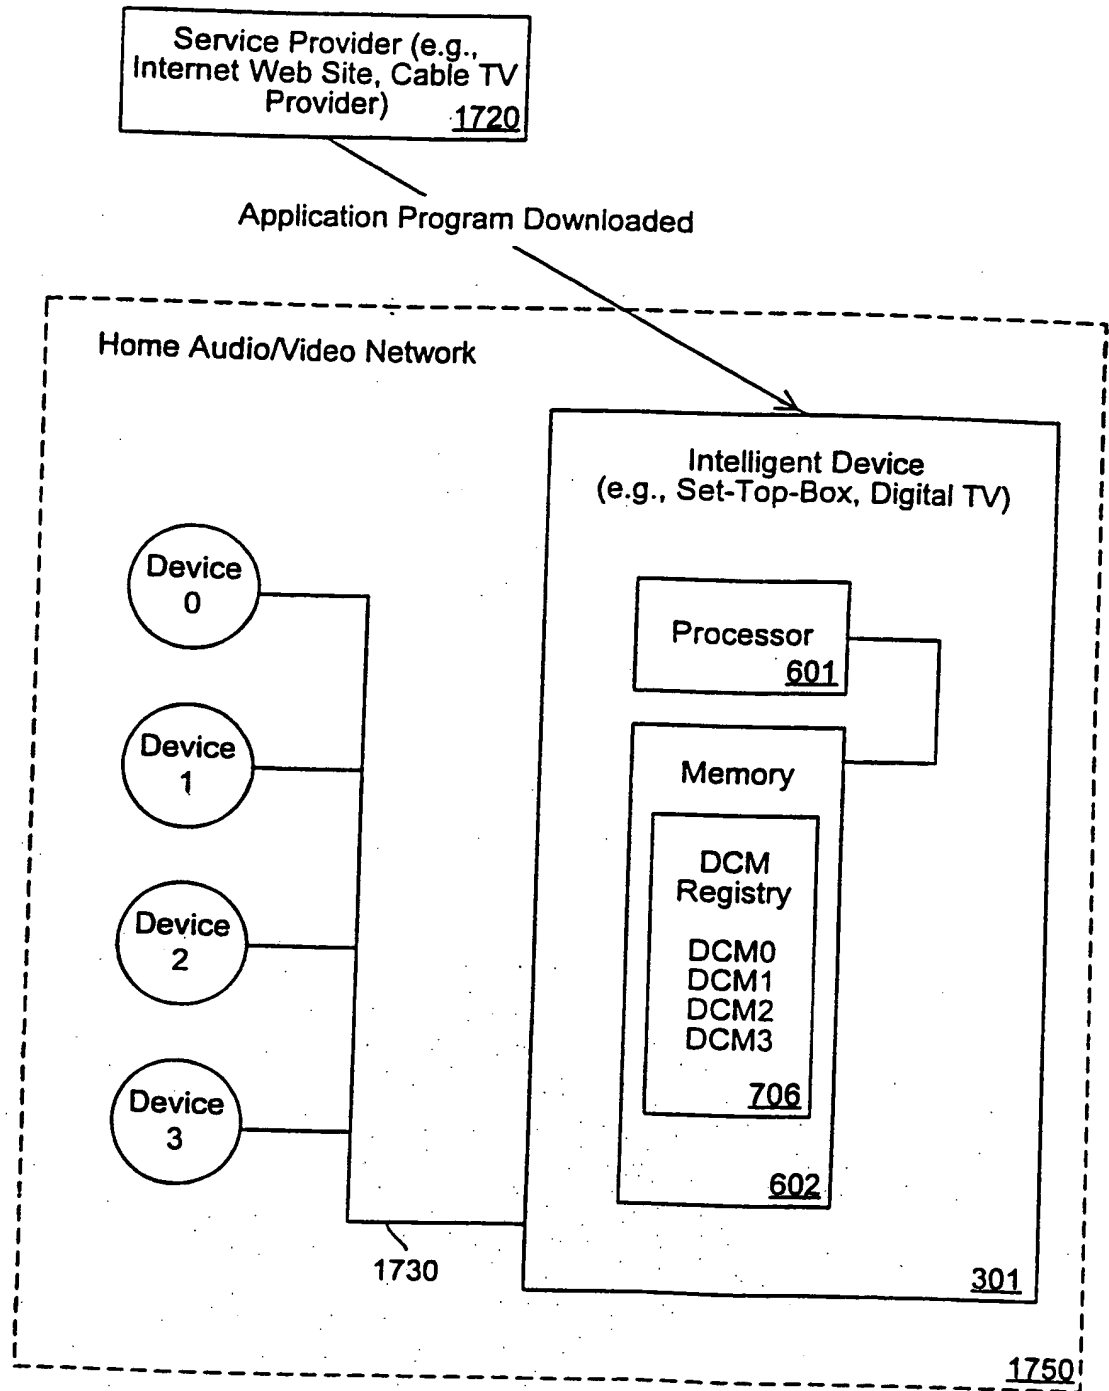 Service Provider (e.g.,
Internet Web Site, Cable TV
Provider)
1720
Application Program Downloaded
Home Audio/Video Network
Intelligent Device
(e.g., Set-Top-Box, Digital TV)
Device
0
Processor
601
Device
1
Memory
DCM
Registry
Device
2
DCM0
DCM1
DCM2
DCM3
Device
3
706
602
1730
301
1750